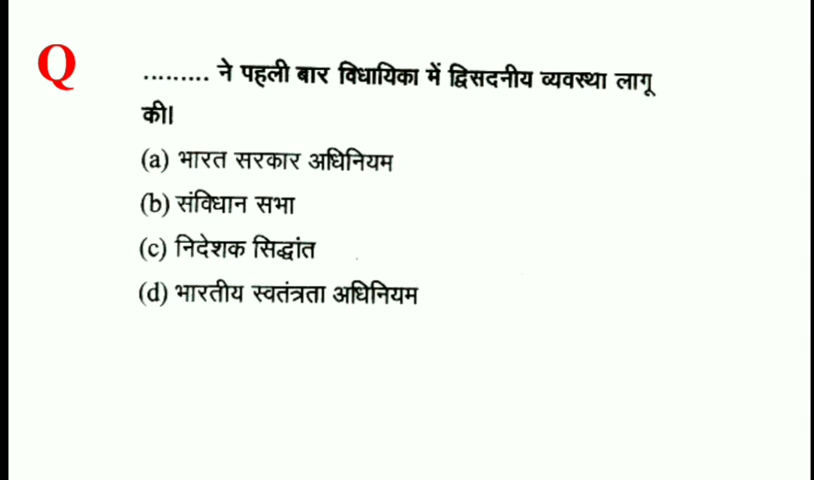 Q
......... ने पहली बार विधायिका में द्विसदनीय व्यवस्था लागू
की।
(a) भारत सरकार अधिनियम
(b) संविधान सभा
(c) निदेशक सिद्धांत
(d) भारतीय स्वतंत्रता अधिनियम